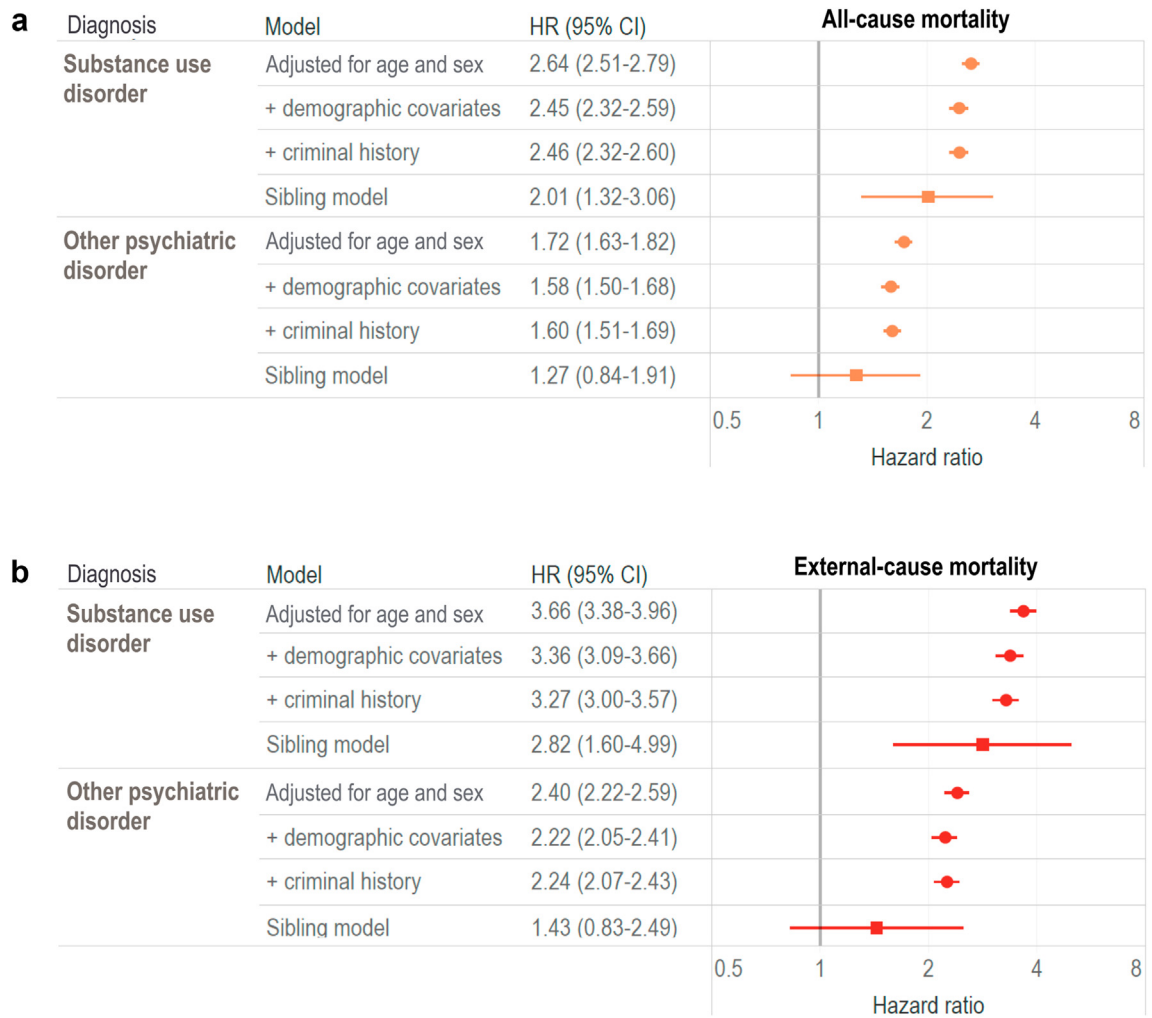 a
Diagnosis Model HR (95% CI) All-cause mortality
Substance use Adjusted for age and sex 2.64 (2.51-2.79)
disorder
+ demographic covariates 2.45 (2.32-2.59)
+ criminal history 2.46 (2.32-2.60)
Sibling model 2.01 (1.32-3.06)
Other psychiatric Adjusted for age and sex 1.72 (1.63-1.82)
disorder
+ demographic covariates 1.58 (1.50-1.68)
+ criminal history 1.60 (1.51-1.69)
Sibling model 1.27 (0.84-1.91)
0.5 1 2 4 8
Hazard ratio
b
Diagnosis Model HR (95% CI) External-cause mortality
Substance use Adjusted for age and sex 3.66 (3.38-3.96)
disorder
+ demographic covariates 3.36 (3.09-3.66)
+ criminal history 3.27 (3.00-3.57)
Sibling model 2.82 (1.60-4.99)
Other psychiatric Adjusted for age and sex 2.40 (2.22-2.59)
disorder
+ demographic covariates 2.22 (2.05-2.41)
+ criminal history 2.24 (2.07-2.43)
Sibling model 1.43 (0.83-2.49)
0.5 1 2 4 8
Hazard ratio